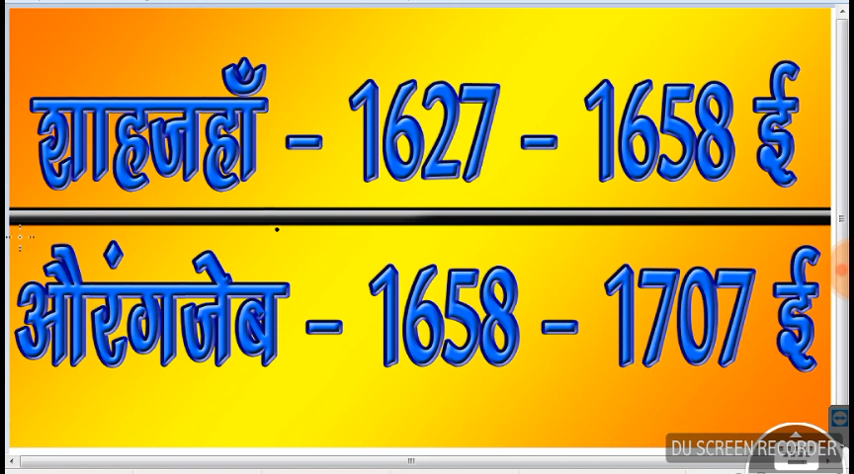 शाहजहाँ - 1627 - 1658 ई
औरंगजेब - 1658 - 1707 ई
DU SCREEN RECORDER